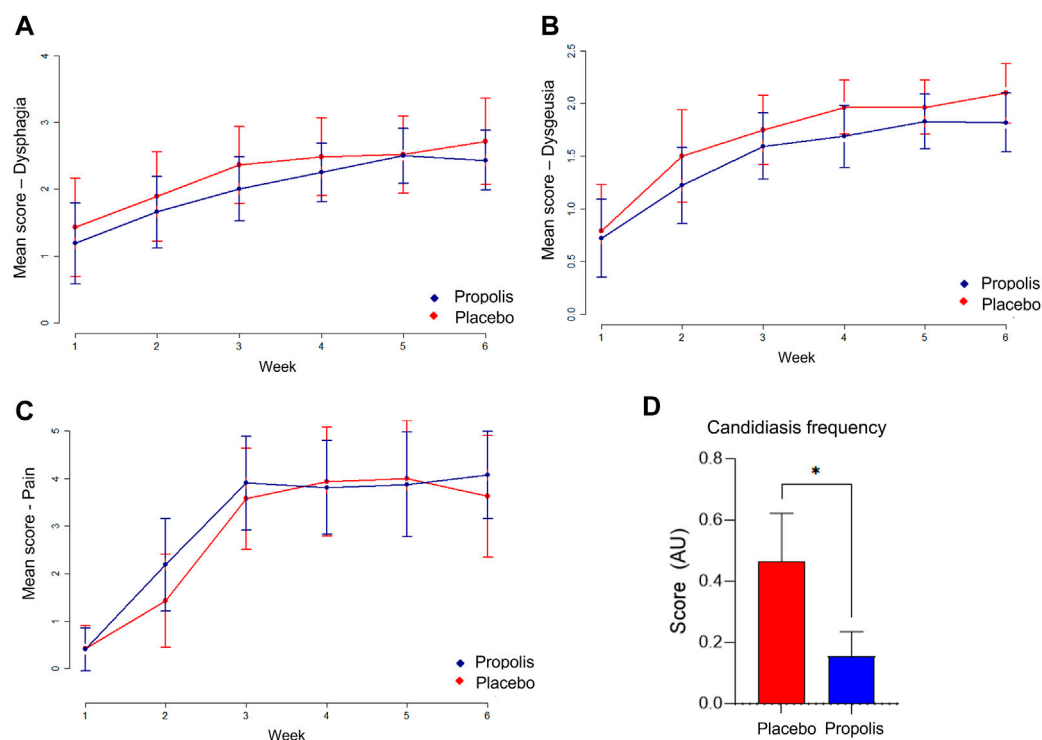 A
Mean score – Dysphagia
4
3
2
1
0
Propolis
Placebo
1 2 3 4 5 6
Week
B
Mean score – Dysgeusia
2.5
2.0
1.5
1.0
0.5
0.0
Propolis
Placebo
1 2 3 4 5 6
Week
C
Mean score - Pain
5
4
3
2
1
0
Propolis
Placebo
1 2 3 4 5 6
Week
D
Candidiasis frequency
Score (AU)
0.8
0.6
0.4
0.2
0.0
*
Placebo Propolis